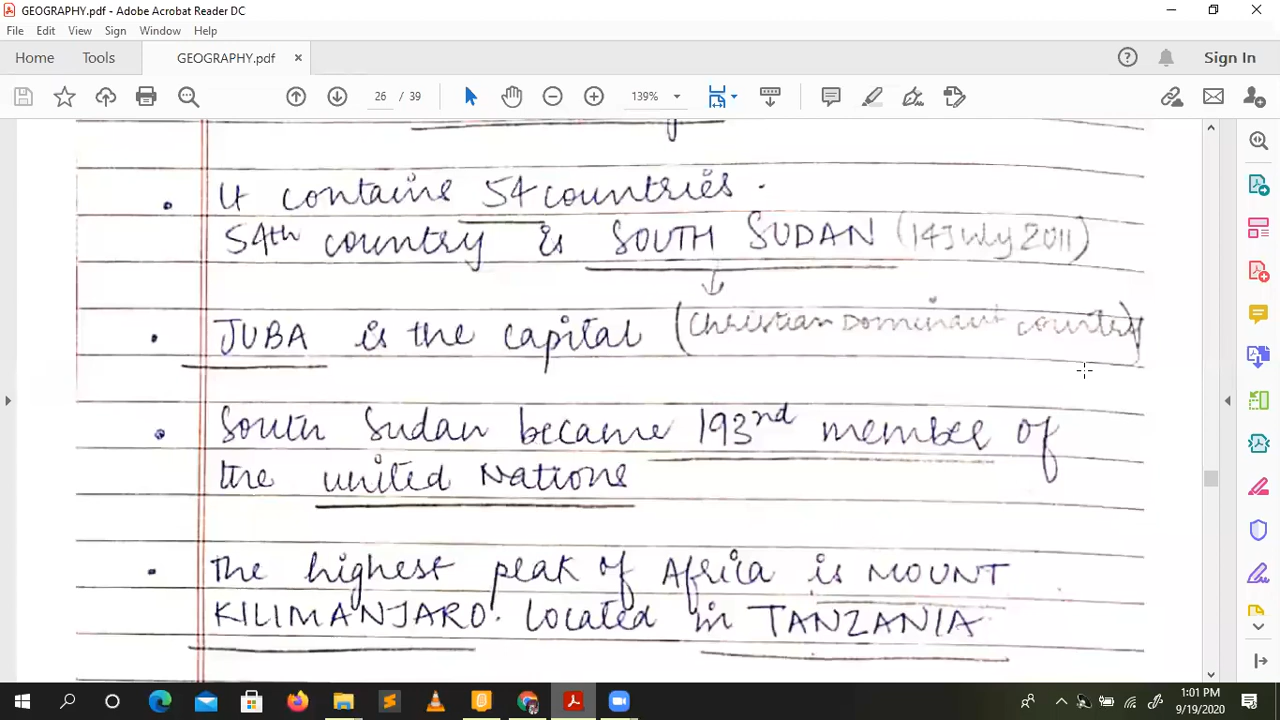 GEOGRAPHY.pdf - Adobe Acrobat Reader DC
File Edit View Sign Window Help
Home Tools GEOGRAPHY.pdf × Sign In
26 / 39 139%
• It contains 54 countries.
54th country is SOUTH SUDAN (14 July 2011)
• JUBA is the capital (Christian Dominant country)
• South Sudan became 193rd member of
the united Nations
• The highest peak of Africa is MOUNT
KILIMANJARO. located in TANZANIA
1:01 PM
9/19/2020